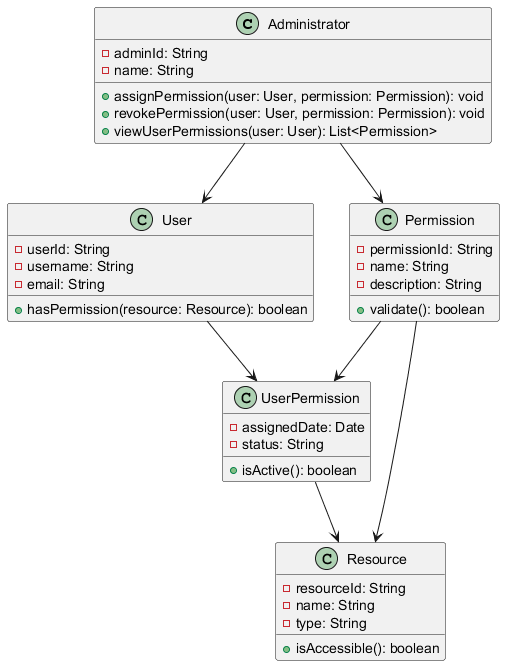 C Administrator
adminId: String
name: String
assignPermission(user: User, permission: Permission): void
revokePermission(user: User, permission: Permission): void
viewUserPermissions(user: User): List<Permission>
C User
userId: String
username: String
email: String
hasPermission(resource: Resource): boolean
C Permission
permissionId: String
name: String
description: String
validate(): boolean
C UserPermission
assignedDate: Date
status: String
isActive(): boolean
C Resource
resourceId: String
name: String
type: String
isAccessible(): boolean